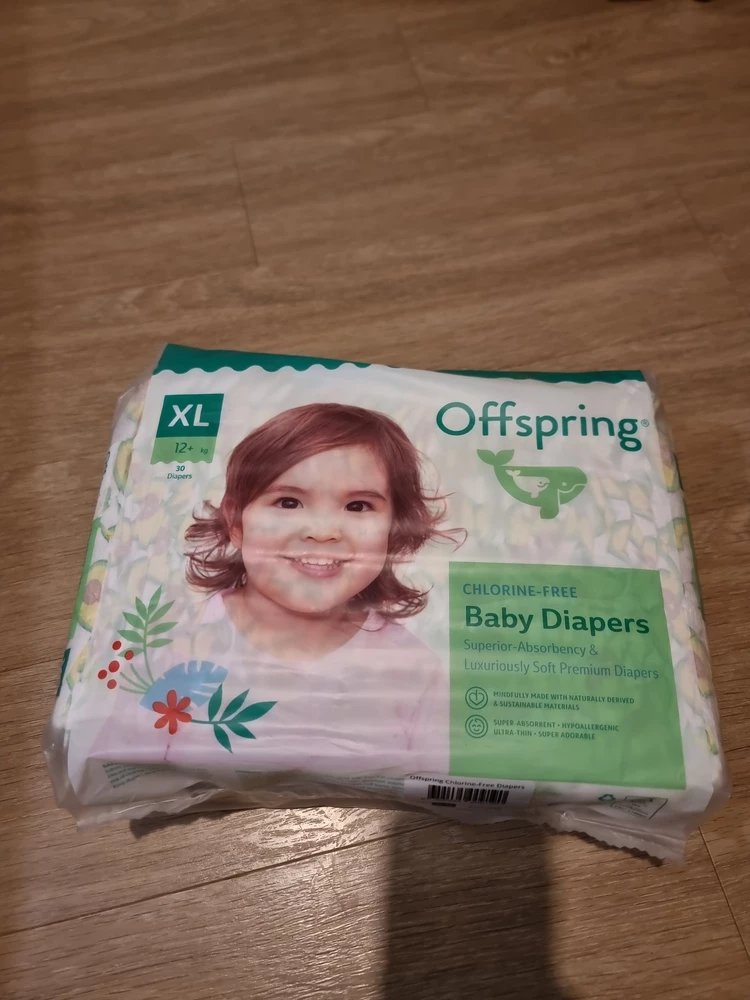 XL
12+ kg
30
Diapers
Offspring®
CHLORINE-FREE
Baby Diapers
Superior-Absorbency &
Luxuriously Soft Premium Diapers
MINDFULLY MADE WITH NATURALLY DERIVED
& SUSTAINABLE MATERIALS
SUPER ABSORBENT • HYPOALLERGENIC
ULTRA-THIN • SUPER ADORABLE
Offspring Chlorine-Free Diapers